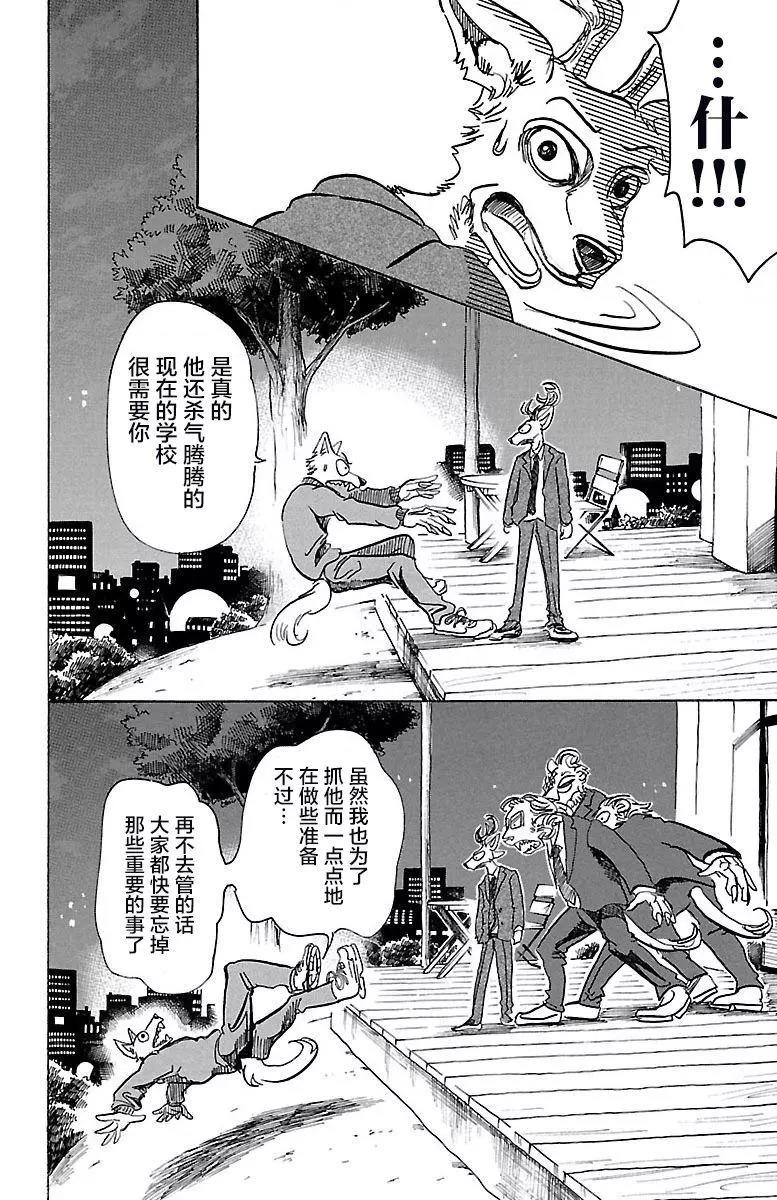 …什!!!
是真的
他还杀气腾腾的
现在的学校
很需要你
虽然我也为了
抓他而一点点地
在做些准备
不过…
再不去管的话
大家都快要忘掉
那些重要的事了